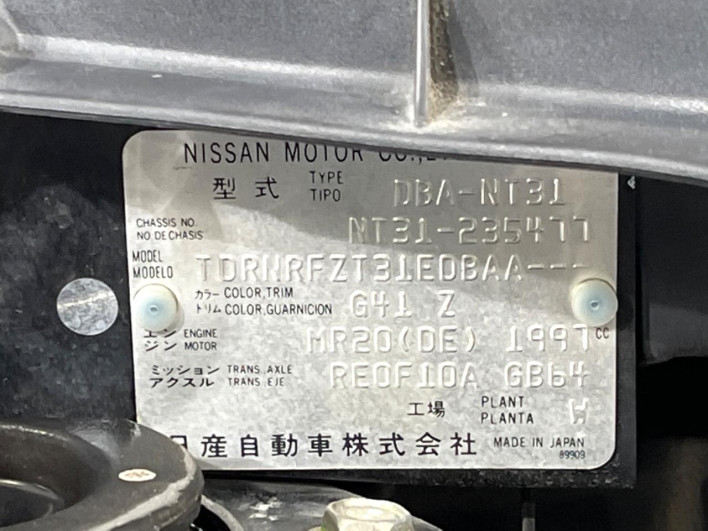 NISSAN MOTOR CO.,
型式 TYPE TIPO DBA-NT31
CHASSIS NO. NO DE CHASIS NT31-235477
MODEL MODELO TDRNRFZT31EDBAA---
カラー COLOR,TRIM トリム COLOR,GUARNICION G41 Z
エンジン ENGINE MOTOR MR20(DE) 1997 CC
ミッション TRANS. AXLE アクスル TRANS. EJE RE0F10A GB64
工場 PLANT PLANTA W
日産自動車株式会社 MADE IN JAPAN
89909